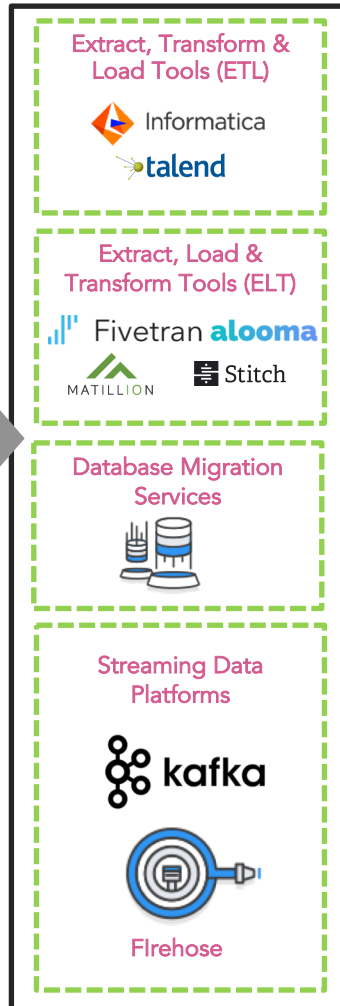 Extract, Transform &
Load Tools (ETL)
Informatica
talend
Extract, Load &
Transform Tools (ELT)
Fivetran alooma
MATILLION Stitch
Database Migration
Services
Streaming Data
Platforms
kafka
FIrehose